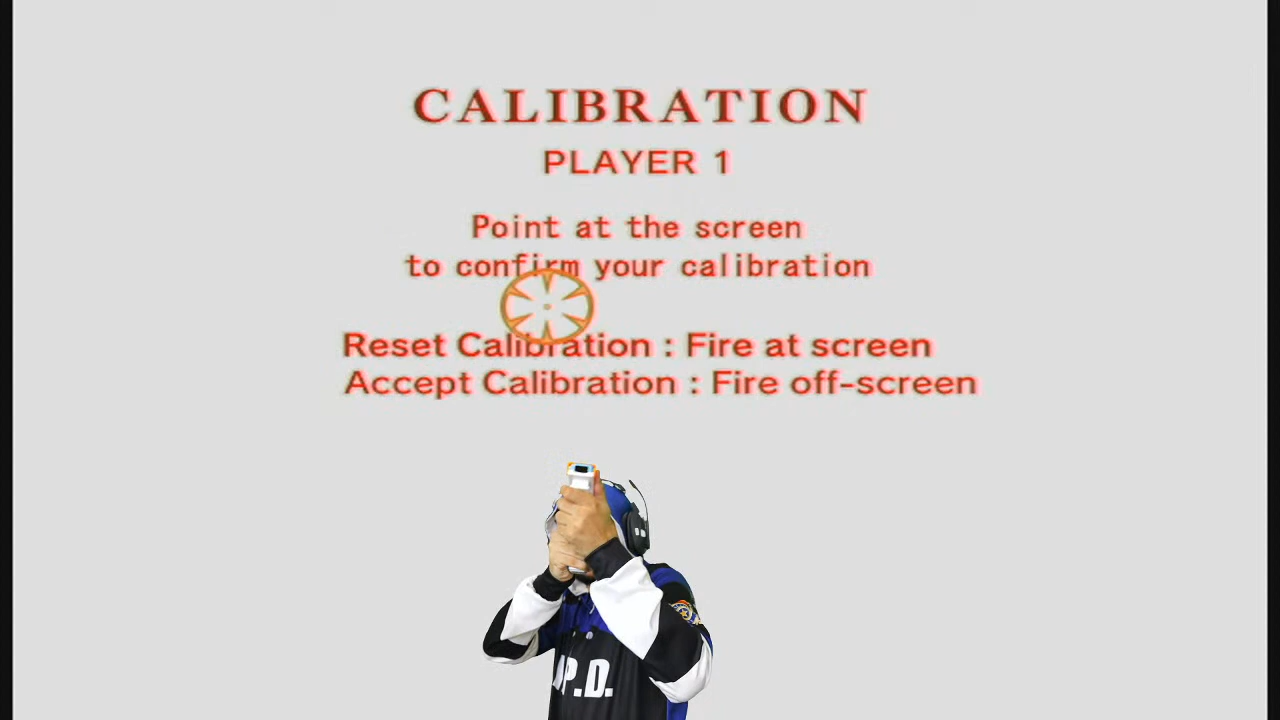 CALIBRATION
PLAYER 1
Point at the screen
to confirm your calibration
Reset Calibration : Fire at screen
Accept Calibration : Fire off-screen
P.D.